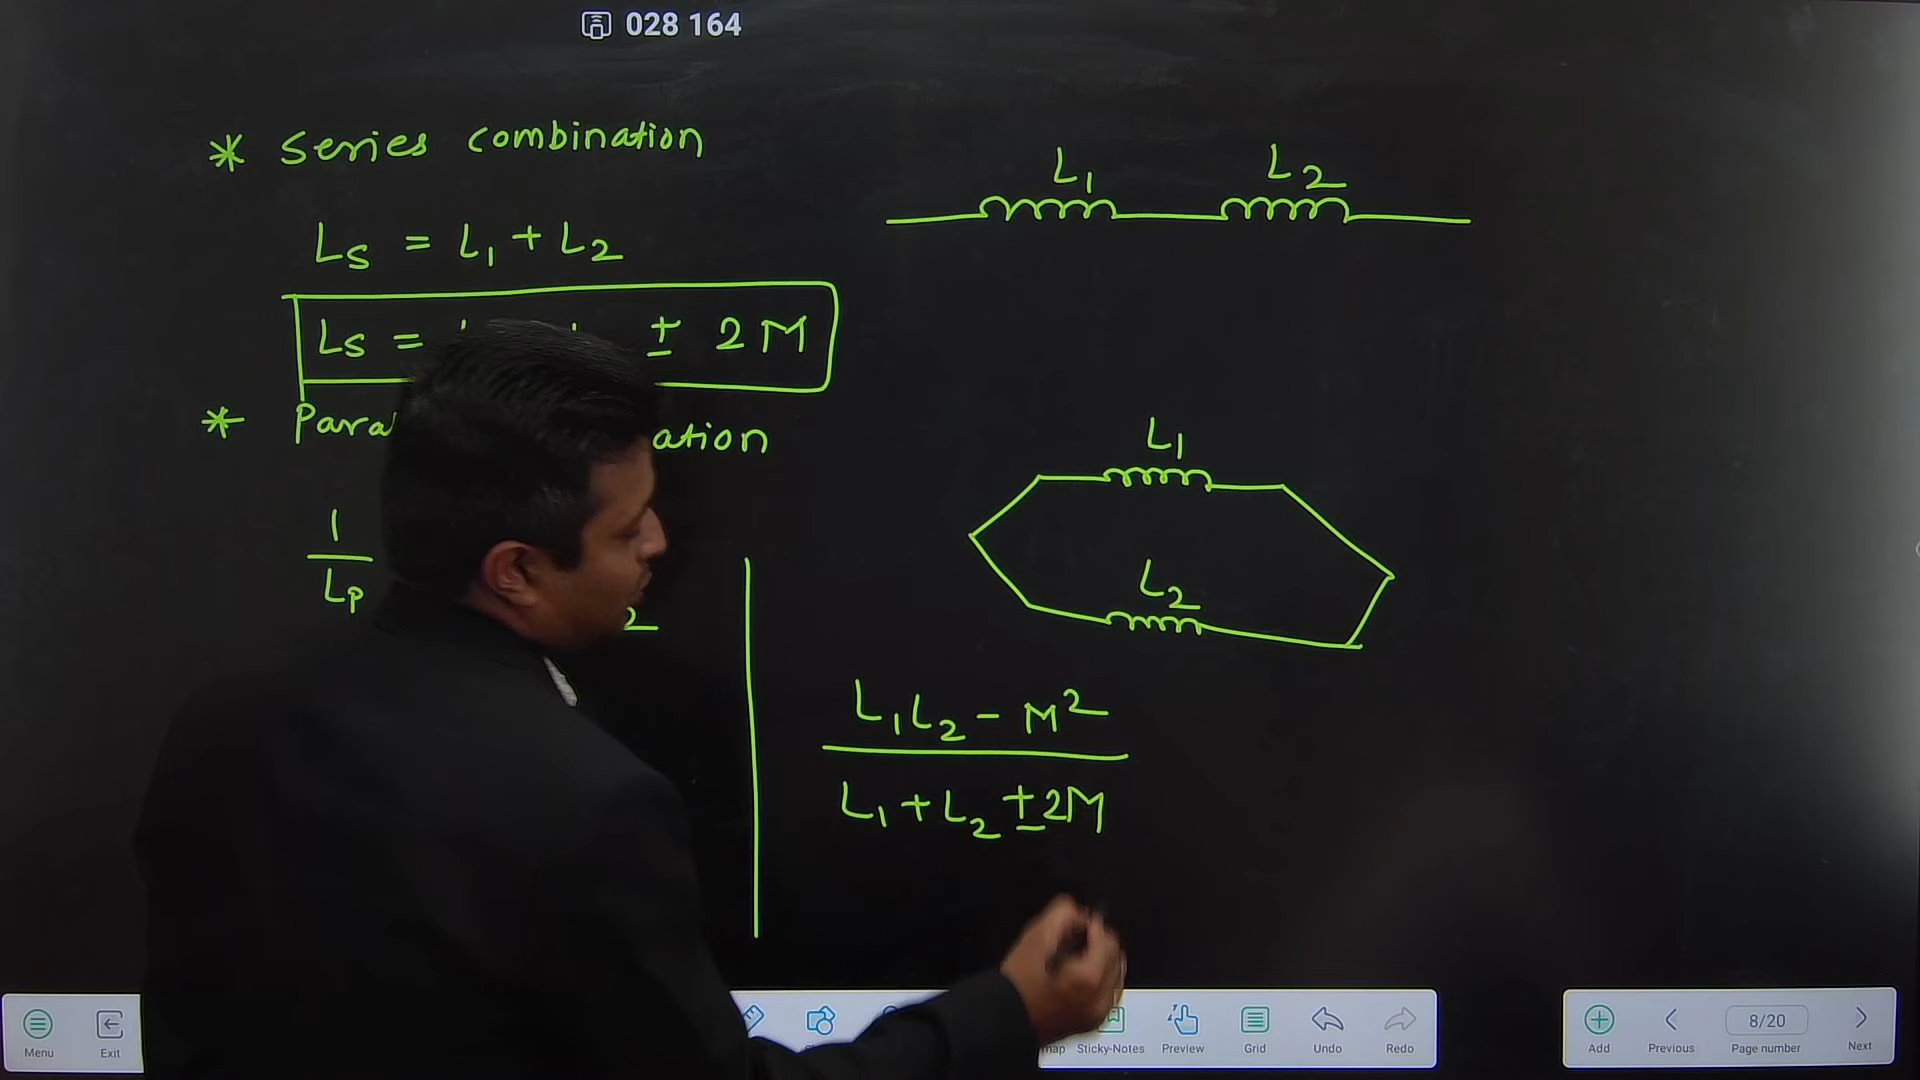 028 164
* Series combination
L1 L2
Ls = L1 + L2
Ls = ± 2M
* Para ation
L1
1
Lp
2
L2
L1L2 - M²
L1 + L2 ± 2M
Menu Exit Sticky-Notes Preview Grid Undo Redo Add Previous 8/20 Page number Next